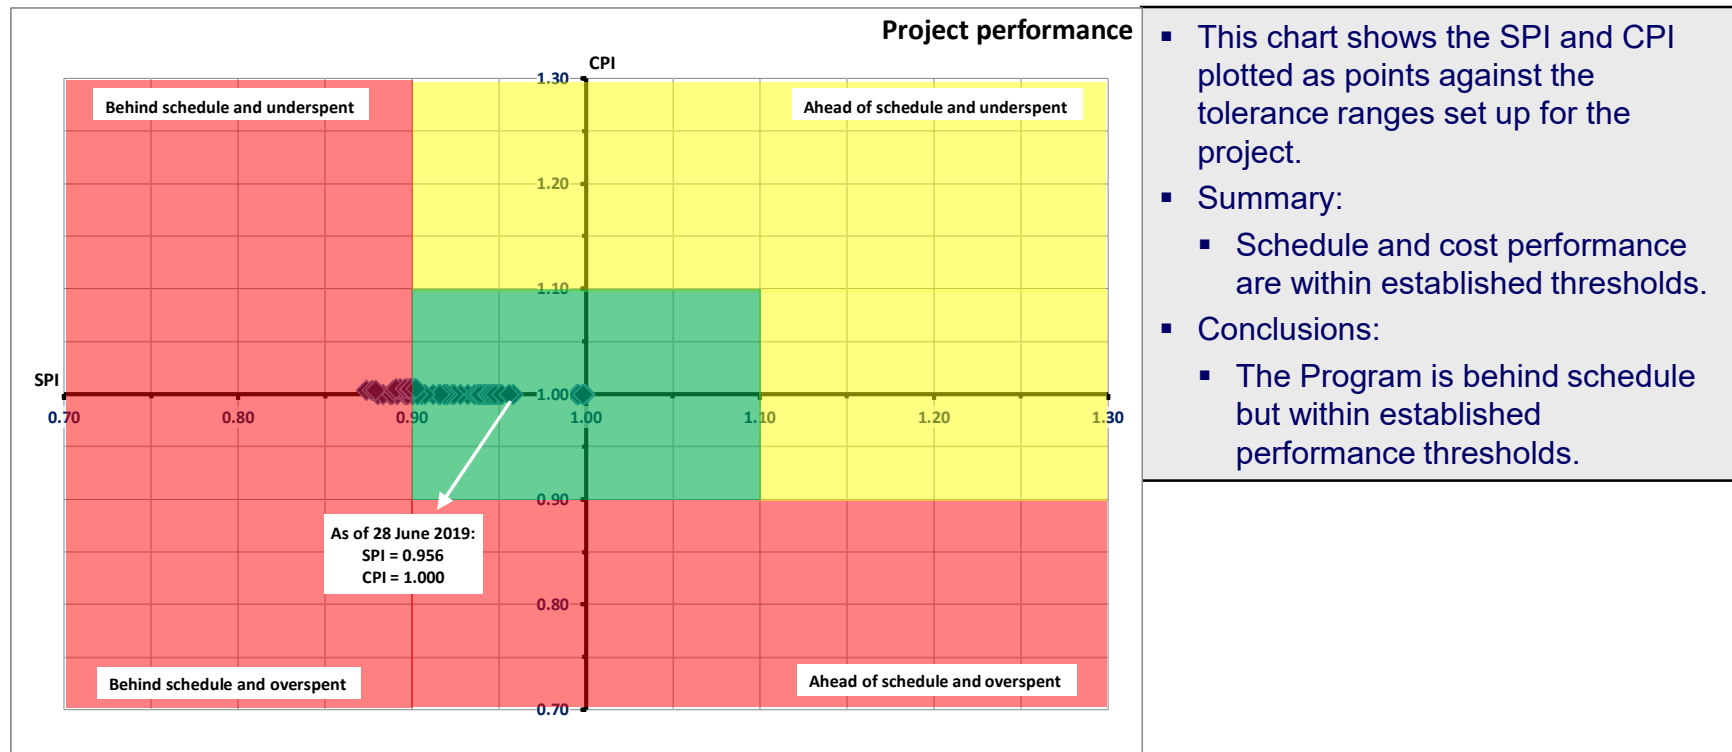 Project performance
CPI
1.30
Behind schedule and underspent
Ahead of schedule and underspent
1.20
1.10
SPI
1.00
0.70
0.80
0.90
1.00
1.10
1.20
1.30
0.90
As of 28 June 2019:
SPI = 0.956
CPI = 1.000
0.80
Behind schedule and overspent
Ahead of schedule and overspent
0.70
▪ This chart shows the SPI and CPI
plotted as points against the
tolerance ranges set up for the
project.
▪ Summary:
▪ Schedule and cost performance
are within established thresholds.
▪ Conclusions:
▪ The Program is behind schedule
but within established
performance thresholds.